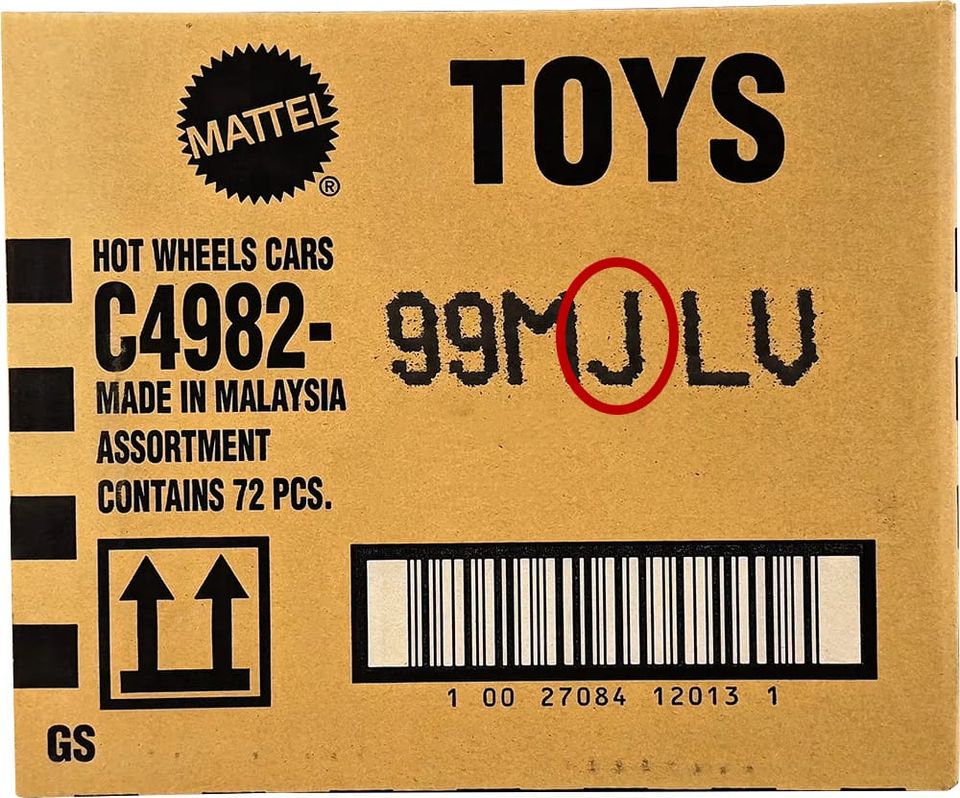 MATTEL®
TOYS
HOT WHEELS CARS
C4982-
99MJLV
MADE IN MALAYSIA
ASSORTMENT
CONTAINS 72 PCS.
1 00 27084 12013 1
GS